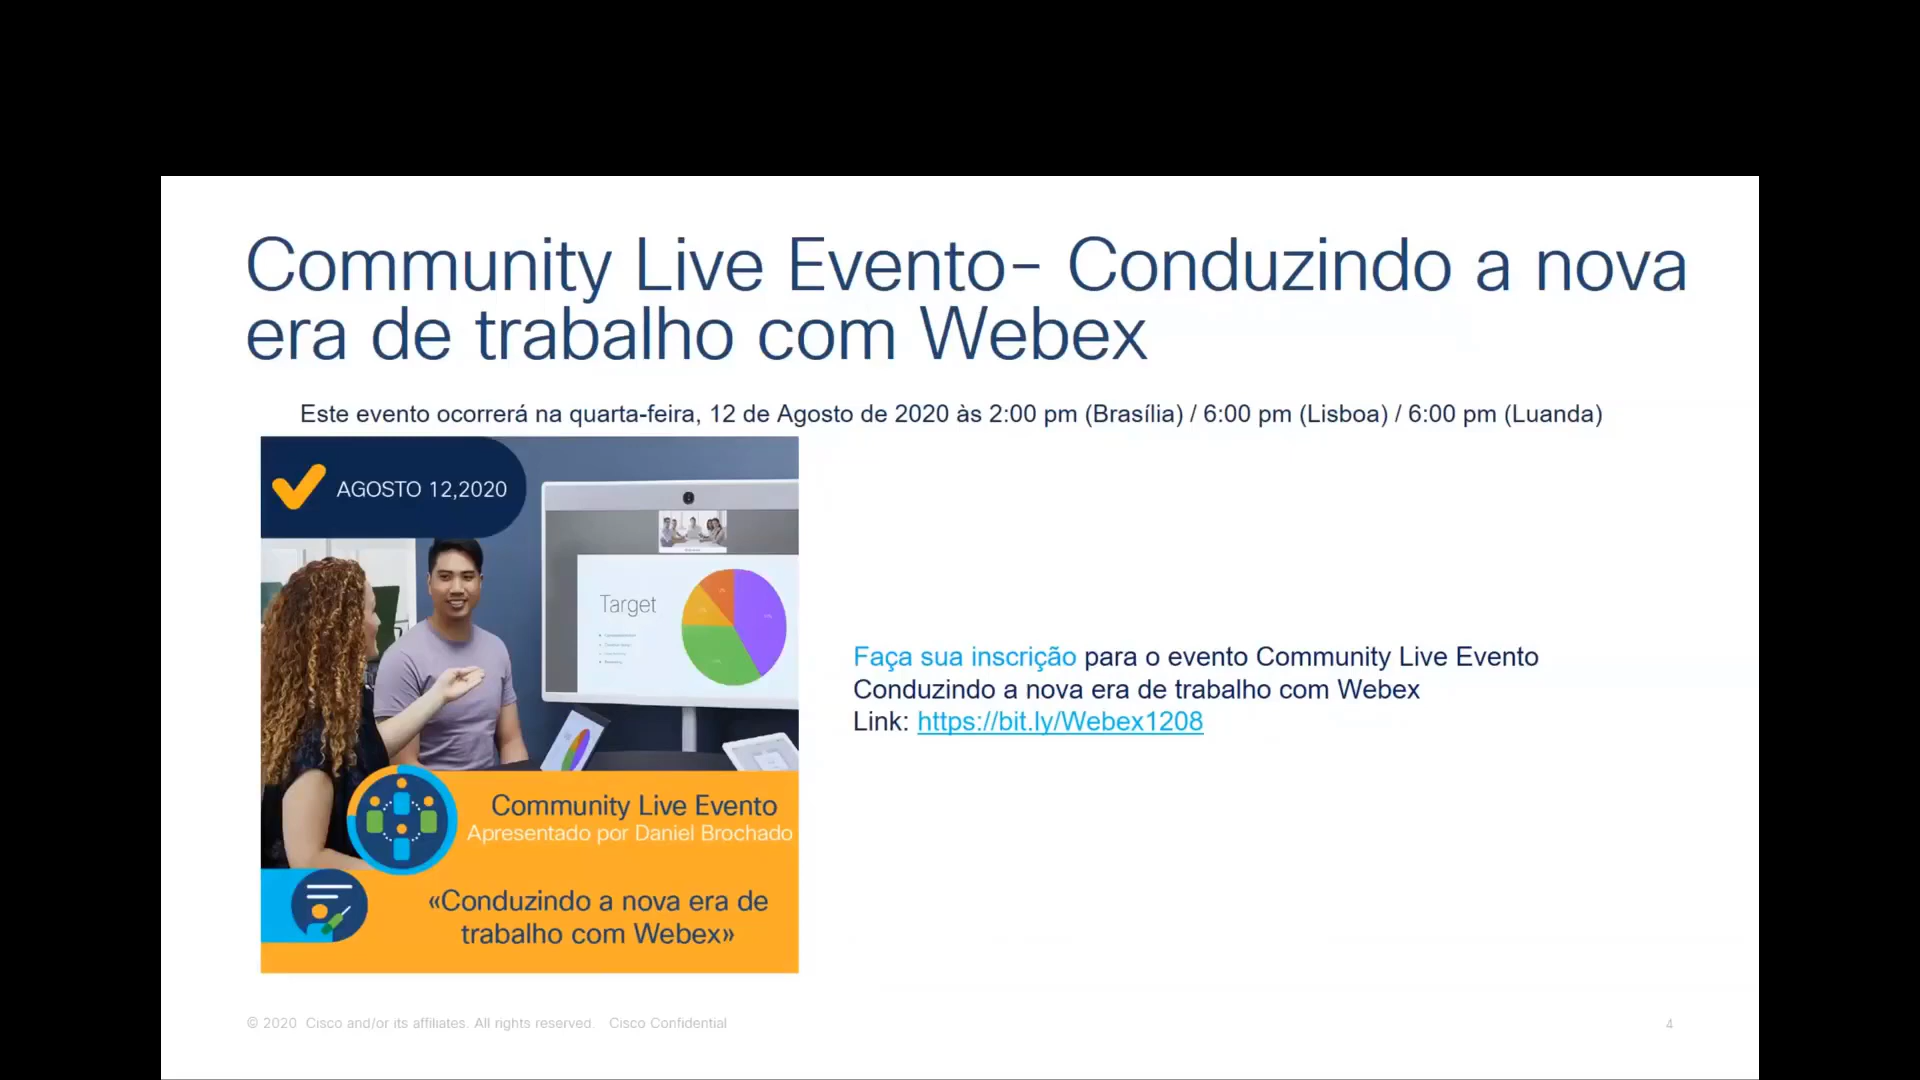 Community Live Evento- Conduzindo a nova
era de trabalho com Webex
Este evento ocorrerá na quarta-feira, 12 de Agosto de 2020 às 2:00 pm (Brasília) / 6:00 pm (Lisboa) / 6:00 pm (Luanda)
AGOSTO 12,2020
Target
Community Live Evento
Apresentado por Daniel Brochado
«Conduzindo a nova era de
trabalho com Webex»
Faça sua inscrição para o evento Community Live Evento
Conduzindo a nova era de trabalho com Webex
Link: https://bit.ly/Webex1208
© 2020 Cisco and/or its affiliates. All rights reserved. Cisco Confidential
4